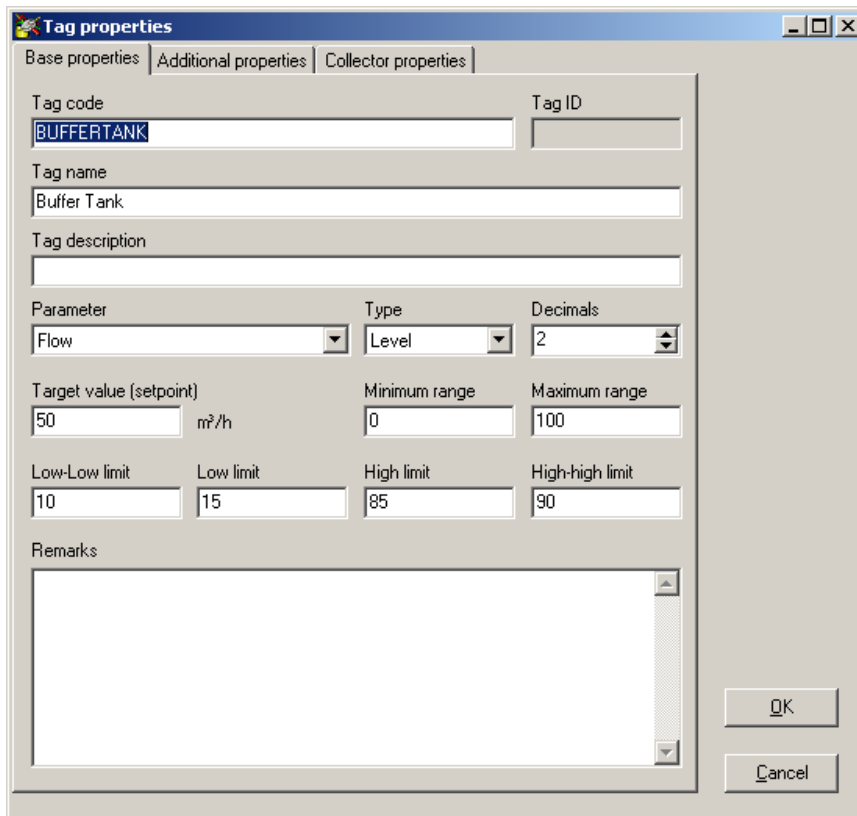 Tag properties
Base properties Additional properties Collector properties
Tag code Tag ID
BUFFERTANK
Tag name
Buffer Tank
Tag description
Parameter Type Decimals
Flow Level 2
Target value (setpoint) Minimum range Maximum range
50 m³/h 0 100
Low-Low limit Low limit High limit High-high limit
10 15 85 90
Remarks
OK
Cancel